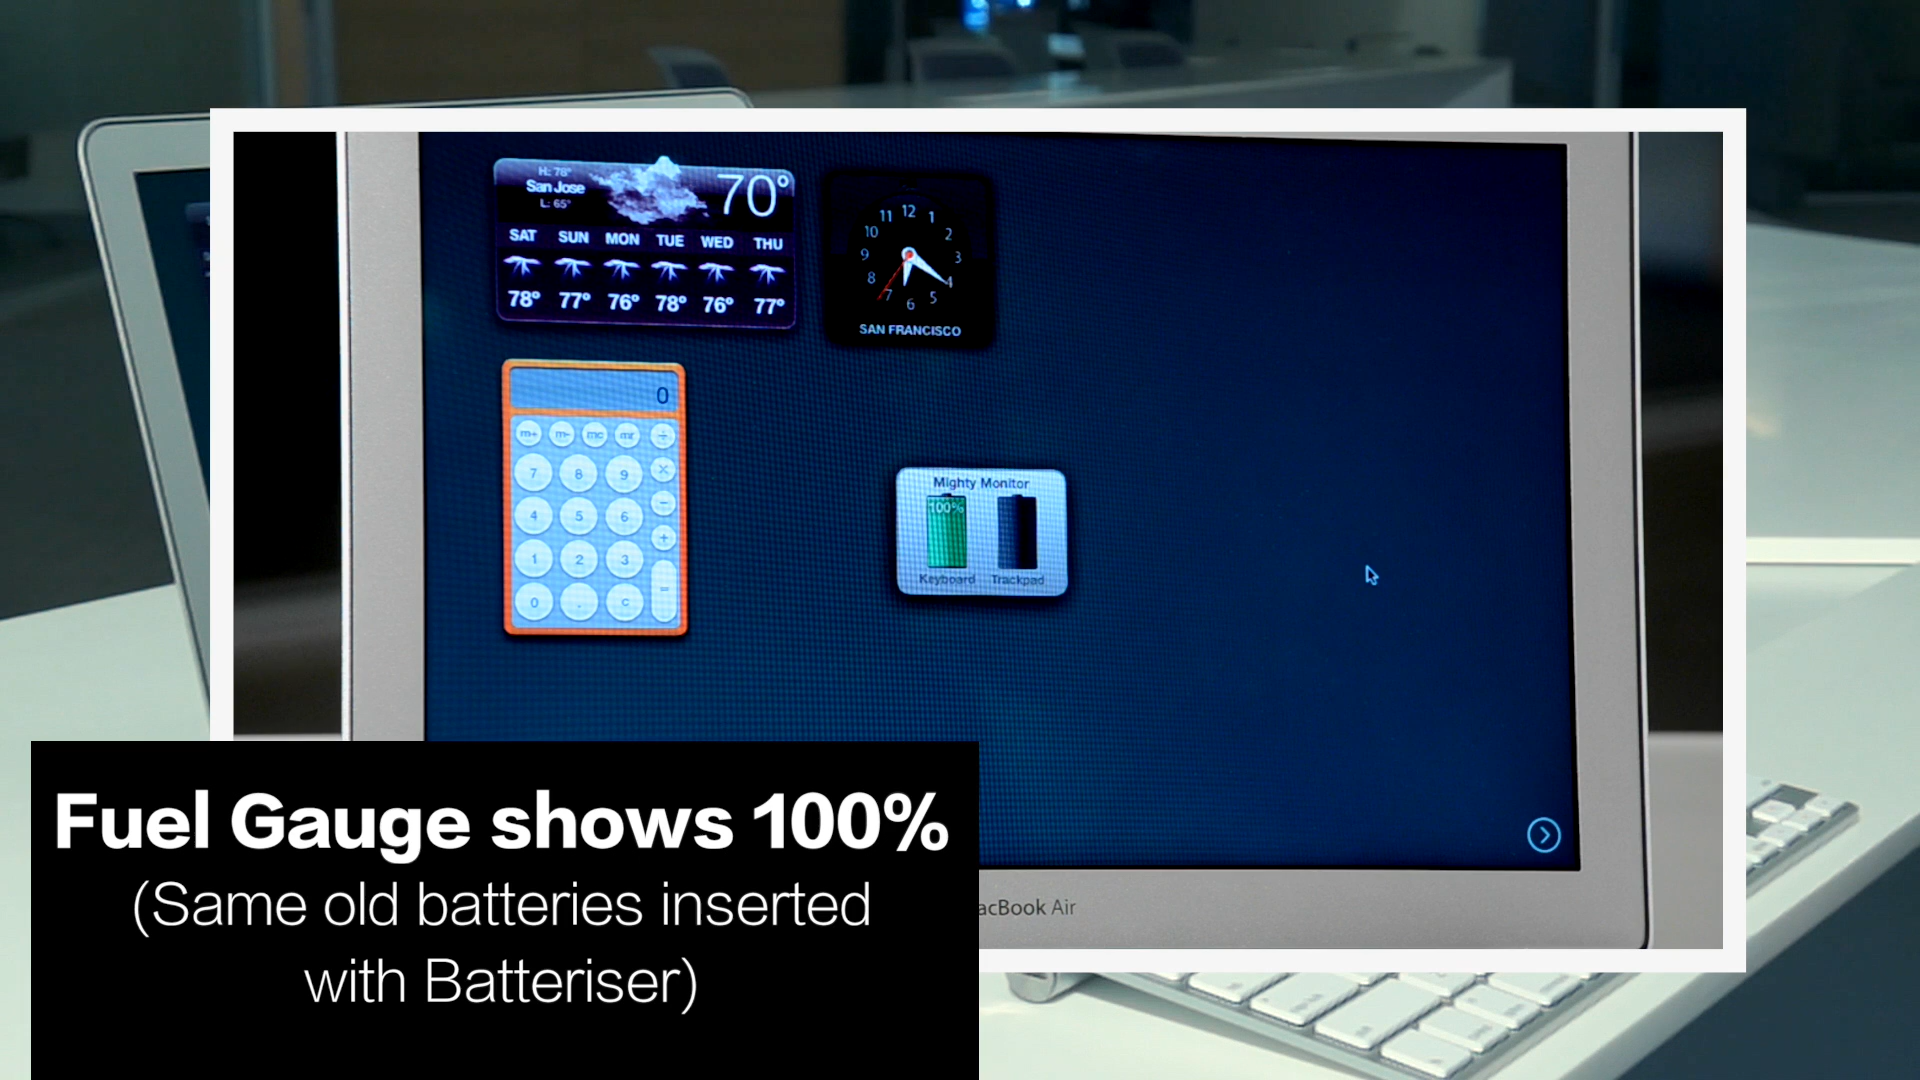 H: 78°
San Jose
L: 65°
70°
SAT SUN MON TUE WED THU
78° 77° 76° 78° 76° 77°
11 12 1
10 2
9 3
8 4
7 6 5
SAN FRANCISCO
0
m+ m- mc mr ÷
7 8 9 ×
4 5 6 −
1 2 3 +
0 . c =
Mighty Monitor
100%
Keyboard Trackpad
acBook Air
Fuel Gauge shows 100%
(Same old batteries inserted
with Batteriser)